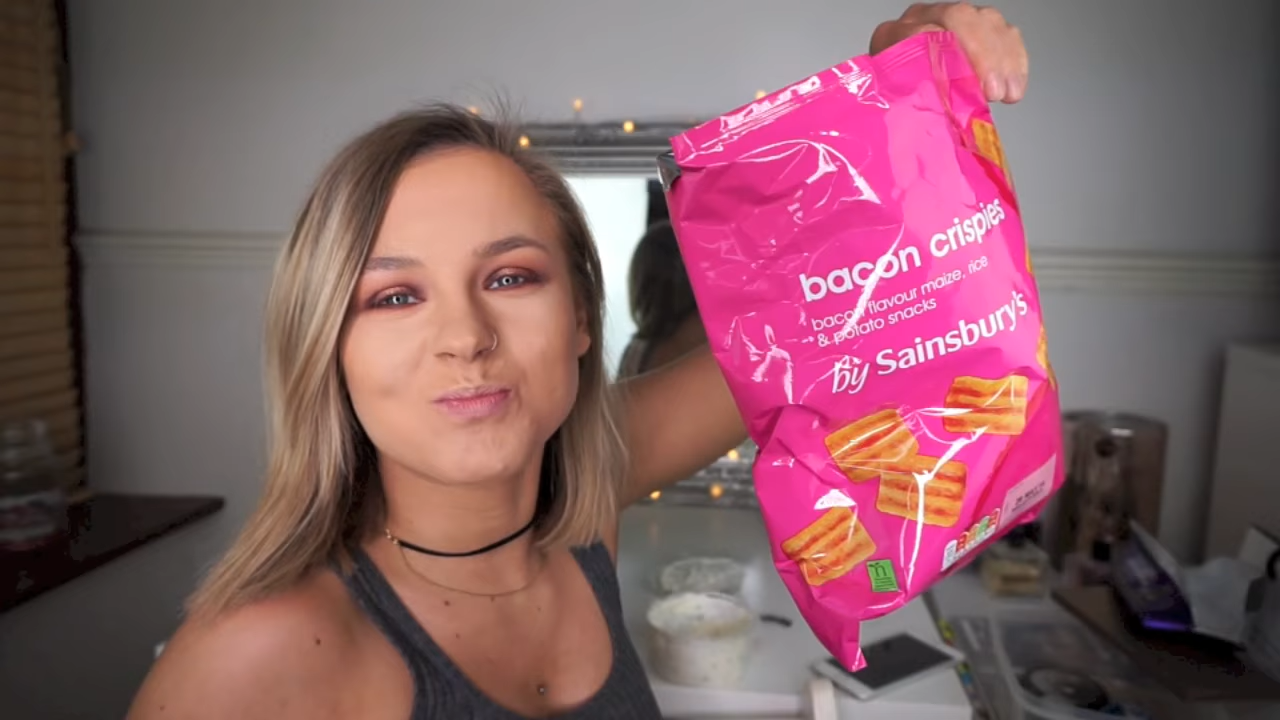 bacon crispies
bacon flavour maize, rice
& potato snacks
by Sainsbury's